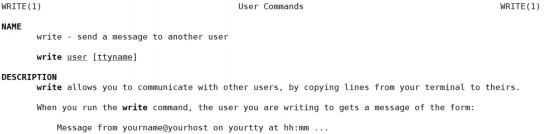 WRITE(1) User Commands WRITE(1)
NAME
write - send a message to another user
write user [ttyname]
DESCRIPTION
write allows you to communicate with other users, by copying lines from your terminal to theirs.
When you run the write command, the user you are writing to gets a message of the form:
Message from yourname@yourhost on yourtty at hh:mm ...